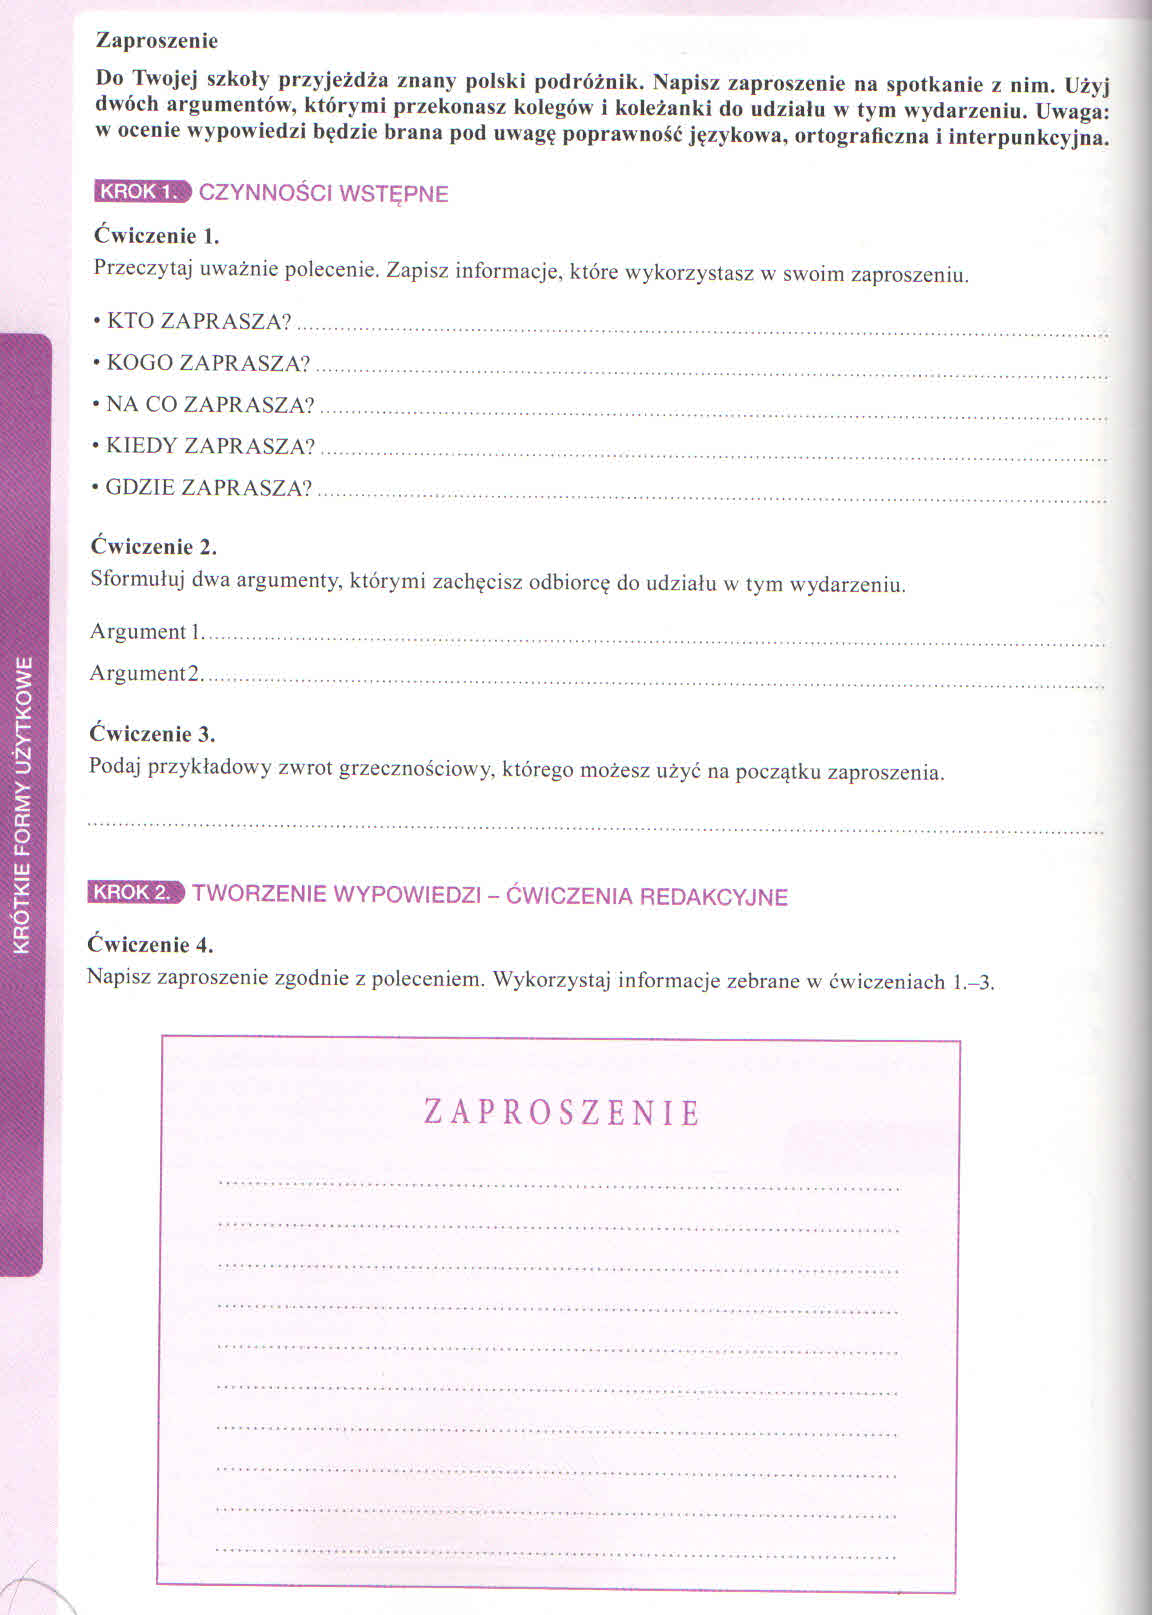 Zaproszenie
Do Twojej szkoły przyjeżdża znany polski podróżnik. Napisz zaproszenie na spotkanie z nim. Użyj
dwóch argumentów, którymi przekonasz kolegów i koleżanki do udziału w tym wydarzeniu. Uwaga:
w ocenie wypowiedzi będzie brana pod uwagę poprawność językowa, ortograficzna i interpunkcyjna.
KROK 1. CZYNNOŚCI WSTĘPNE
Ćwiczenie 1.
Przeczytaj uważnie polecenie. Zapisz informacje, które wykorzystasz w swoim zaproszeniu.
• KTO ZAPRASZA?
• KOGO ZAPRASZA?
• NA CO ZAPRASZA?
• KIEDY ZAPRASZA?
• GDZIE ZAPRASZA?
Ćwiczenie 2.
Sformułuj dwa argumenty, którymi zachęcisz odbiorcę do udziału w tym wydarzeniu.
Argument 1.
Argument2.
Ćwiczenie 3.
Podaj przykładowy zwrot grzecznościowy, którego możesz użyć na początku zaproszenia.
KROK 2. TWORZENIE WYPOWIEDZI – ĆWICZENIA REDAKCYJNE
Ćwiczenie 4.
Napisz zaproszenie zgodnie z poleceniem. Wykorzystaj informacje zebrane w ćwiczeniach 1.–3.
ZAPROSZENIE
KRÓTKIE FORMY UŻYTKOWE